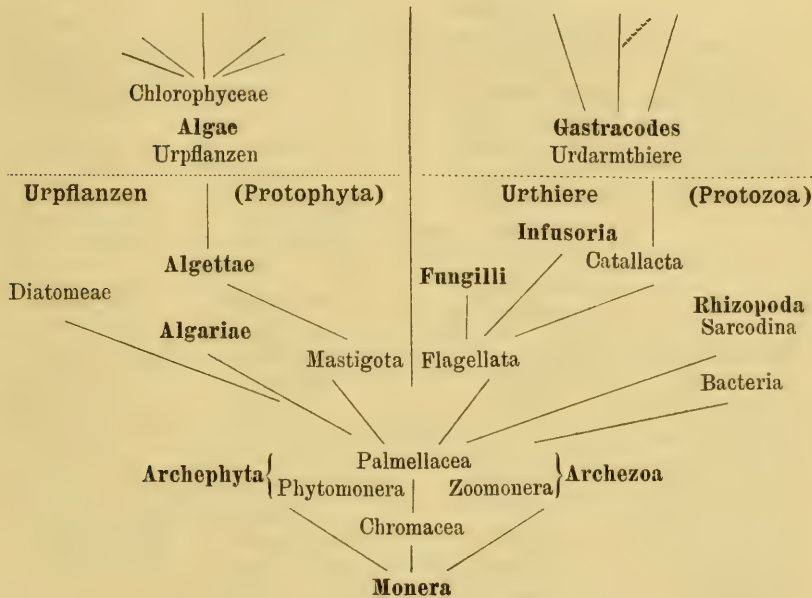 Chlorophyceae
Algae
Urpflanzen
Gastraeodes
Urdarmthiere
Urpflanzen (Protophyta)
Urthiere (Protozoa)
Infusoria
Algettae
Catallacta
Fungilli
Diatomeae
Rhizopoda
Sarcodina
Algariae
Mastigota
Flagellata
Bacteria
Palmellacea
Archephyta { Phytomonera
Zoomonera } Archezoa
Chromacea
Monera